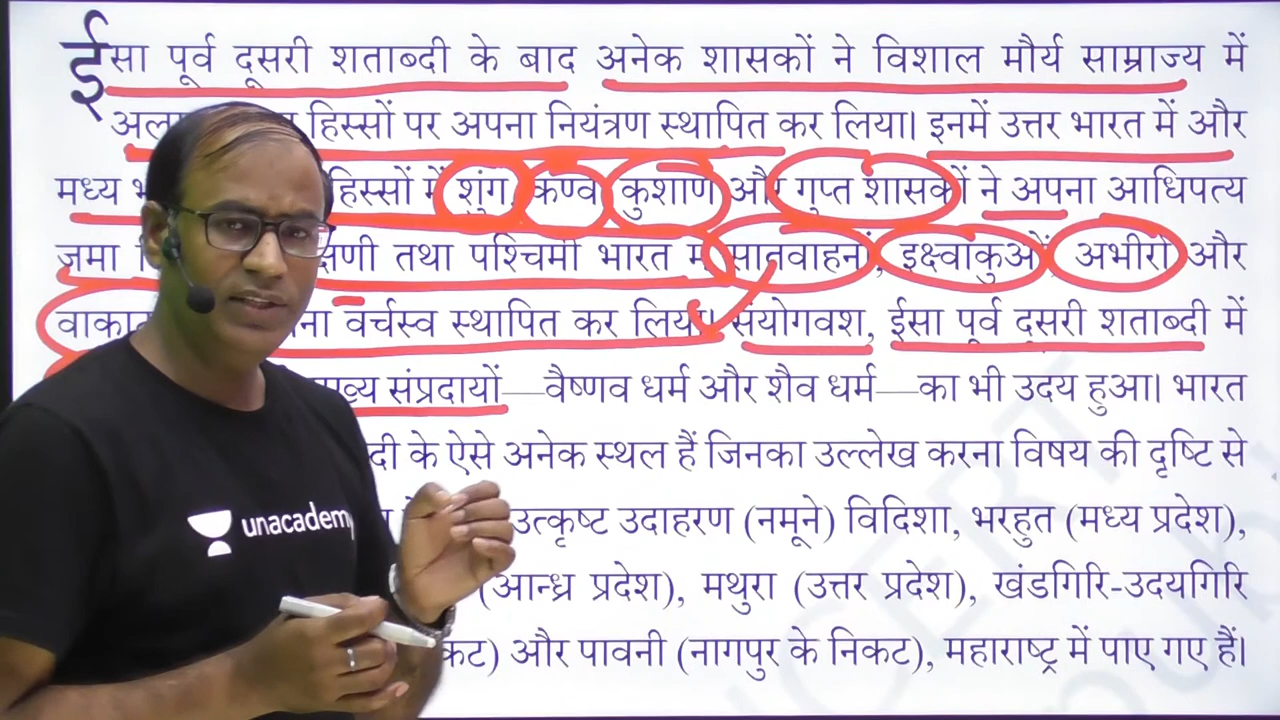 ईसा पूर्व दूसरी शताब्दी के बाद अनेक शासकों ने विशाल मौर्य साम्राज्य में
हिस्सों पर अपना नियंत्रण स्थापित कर लिया। इनमें उत्तर भारत में और
मध्य हिस्सों में शुंग, कण्व कुशाण और गुप्त शासकों ने अपना आधिपत्य
जमा तथा पश्चिमी भारत में सातवाहनों, इक्ष्वाकुओं अभीरों और
वर्चस्व स्थापित कर लिया। संयोगवश, ईसा पूर्व दूसरी शताब्दी में
संप्रदायों—वैष्णव धर्म और शैव धर्म—का भी उदय हुआ। भारत
के ऐसे अनेक स्थल हैं जिनका उल्लेख करना विषय की दृष्टि से
उत्कृष्ट उदाहरण (नमूने) विदिशा, भरहुत (मध्य प्रदेश),
(आन्ध्र प्रदेश), मथुरा (उत्तर प्रदेश), खंडगिरि-उदयगिरि
और पावनी (नागपुर के निकट), महाराष्ट्र में पाए गए हैं।
unacademy